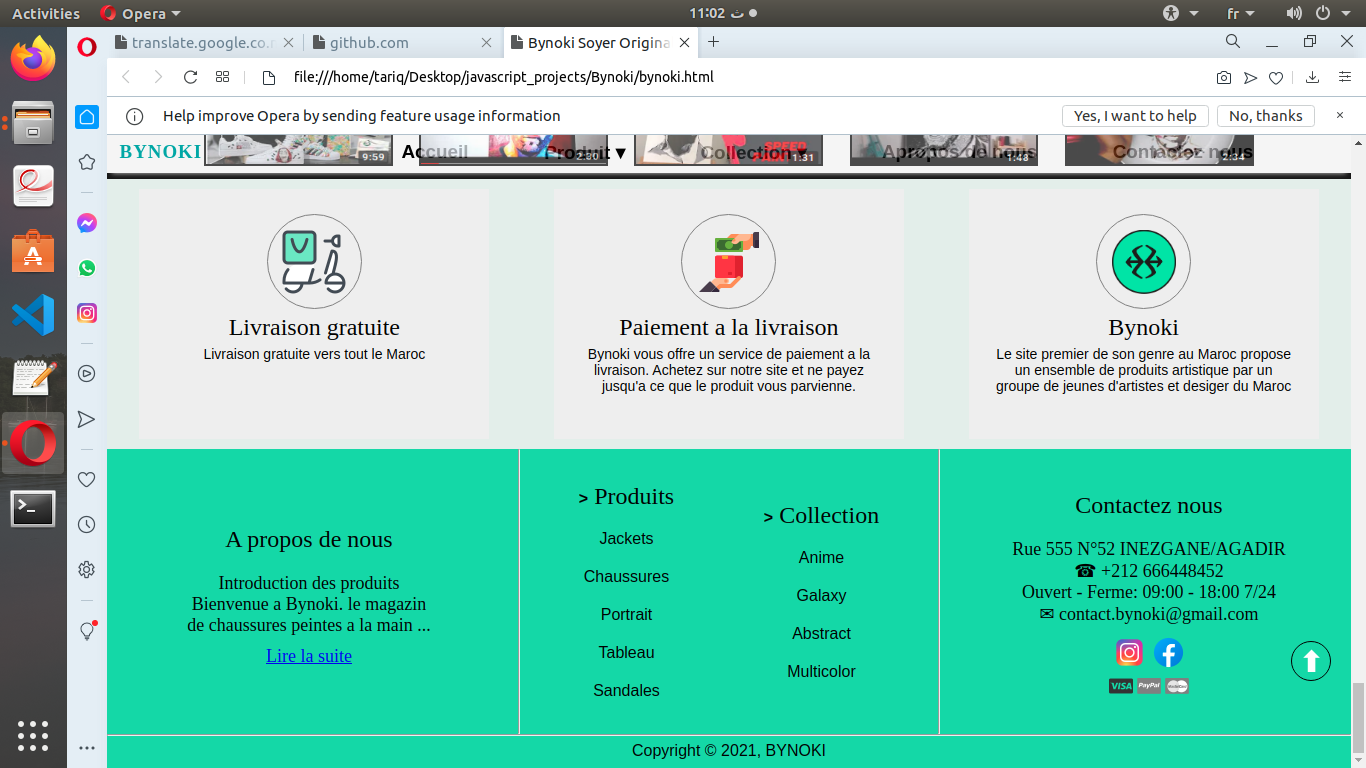 Activities
Opera
11:02 ث
fr
translate.google.co.
github.com
Bynoki Soyer Origina
file:///home/tariq/Desktop/javascript_projects/Bynoki/bynoki.html
Help improve Opera by sending feature usage information
Yes, I want to help
No, thanks
BYNOKI
9:59
Accueil
2:30
Produit ▾
SPEED
1:31
Collection ▾
1:48
Apropos de nous
2:34
Contactez nous
Livraison gratuite
Livraison gratuite vers tout le Maroc
Paiement a la livraison
Bynoki vous offre un service de paiement a la
livraison. Achetez sur notre site et ne payez
jusqu'a ce que le produit vous parvienne.
Bynoki
Le site premier de son genre au Maroc propose
un ensemble de produits artistique par un
groupe de jeunes d'artistes et desiger du Maroc
A propos de nous
Introduction des produits
Bienvenue a Bynoki. le magazin
de chaussures peintes a la main ...
Lire la suite
> Produits
Jackets
Chaussures
Portrait
Tableau
Sandales
> Collection
Anime
Galaxy
Abstract
Multicolor
Contactez nous
Rue 555 N°52 INEZGANE/AGADIR
☎ +212 666448452
Ouvert - Ferme: 09:00 - 18:00 7/24
✉ contact.bynoki@gmail.com
VISA
PayPal
Copyright © 2021, BYNOKI